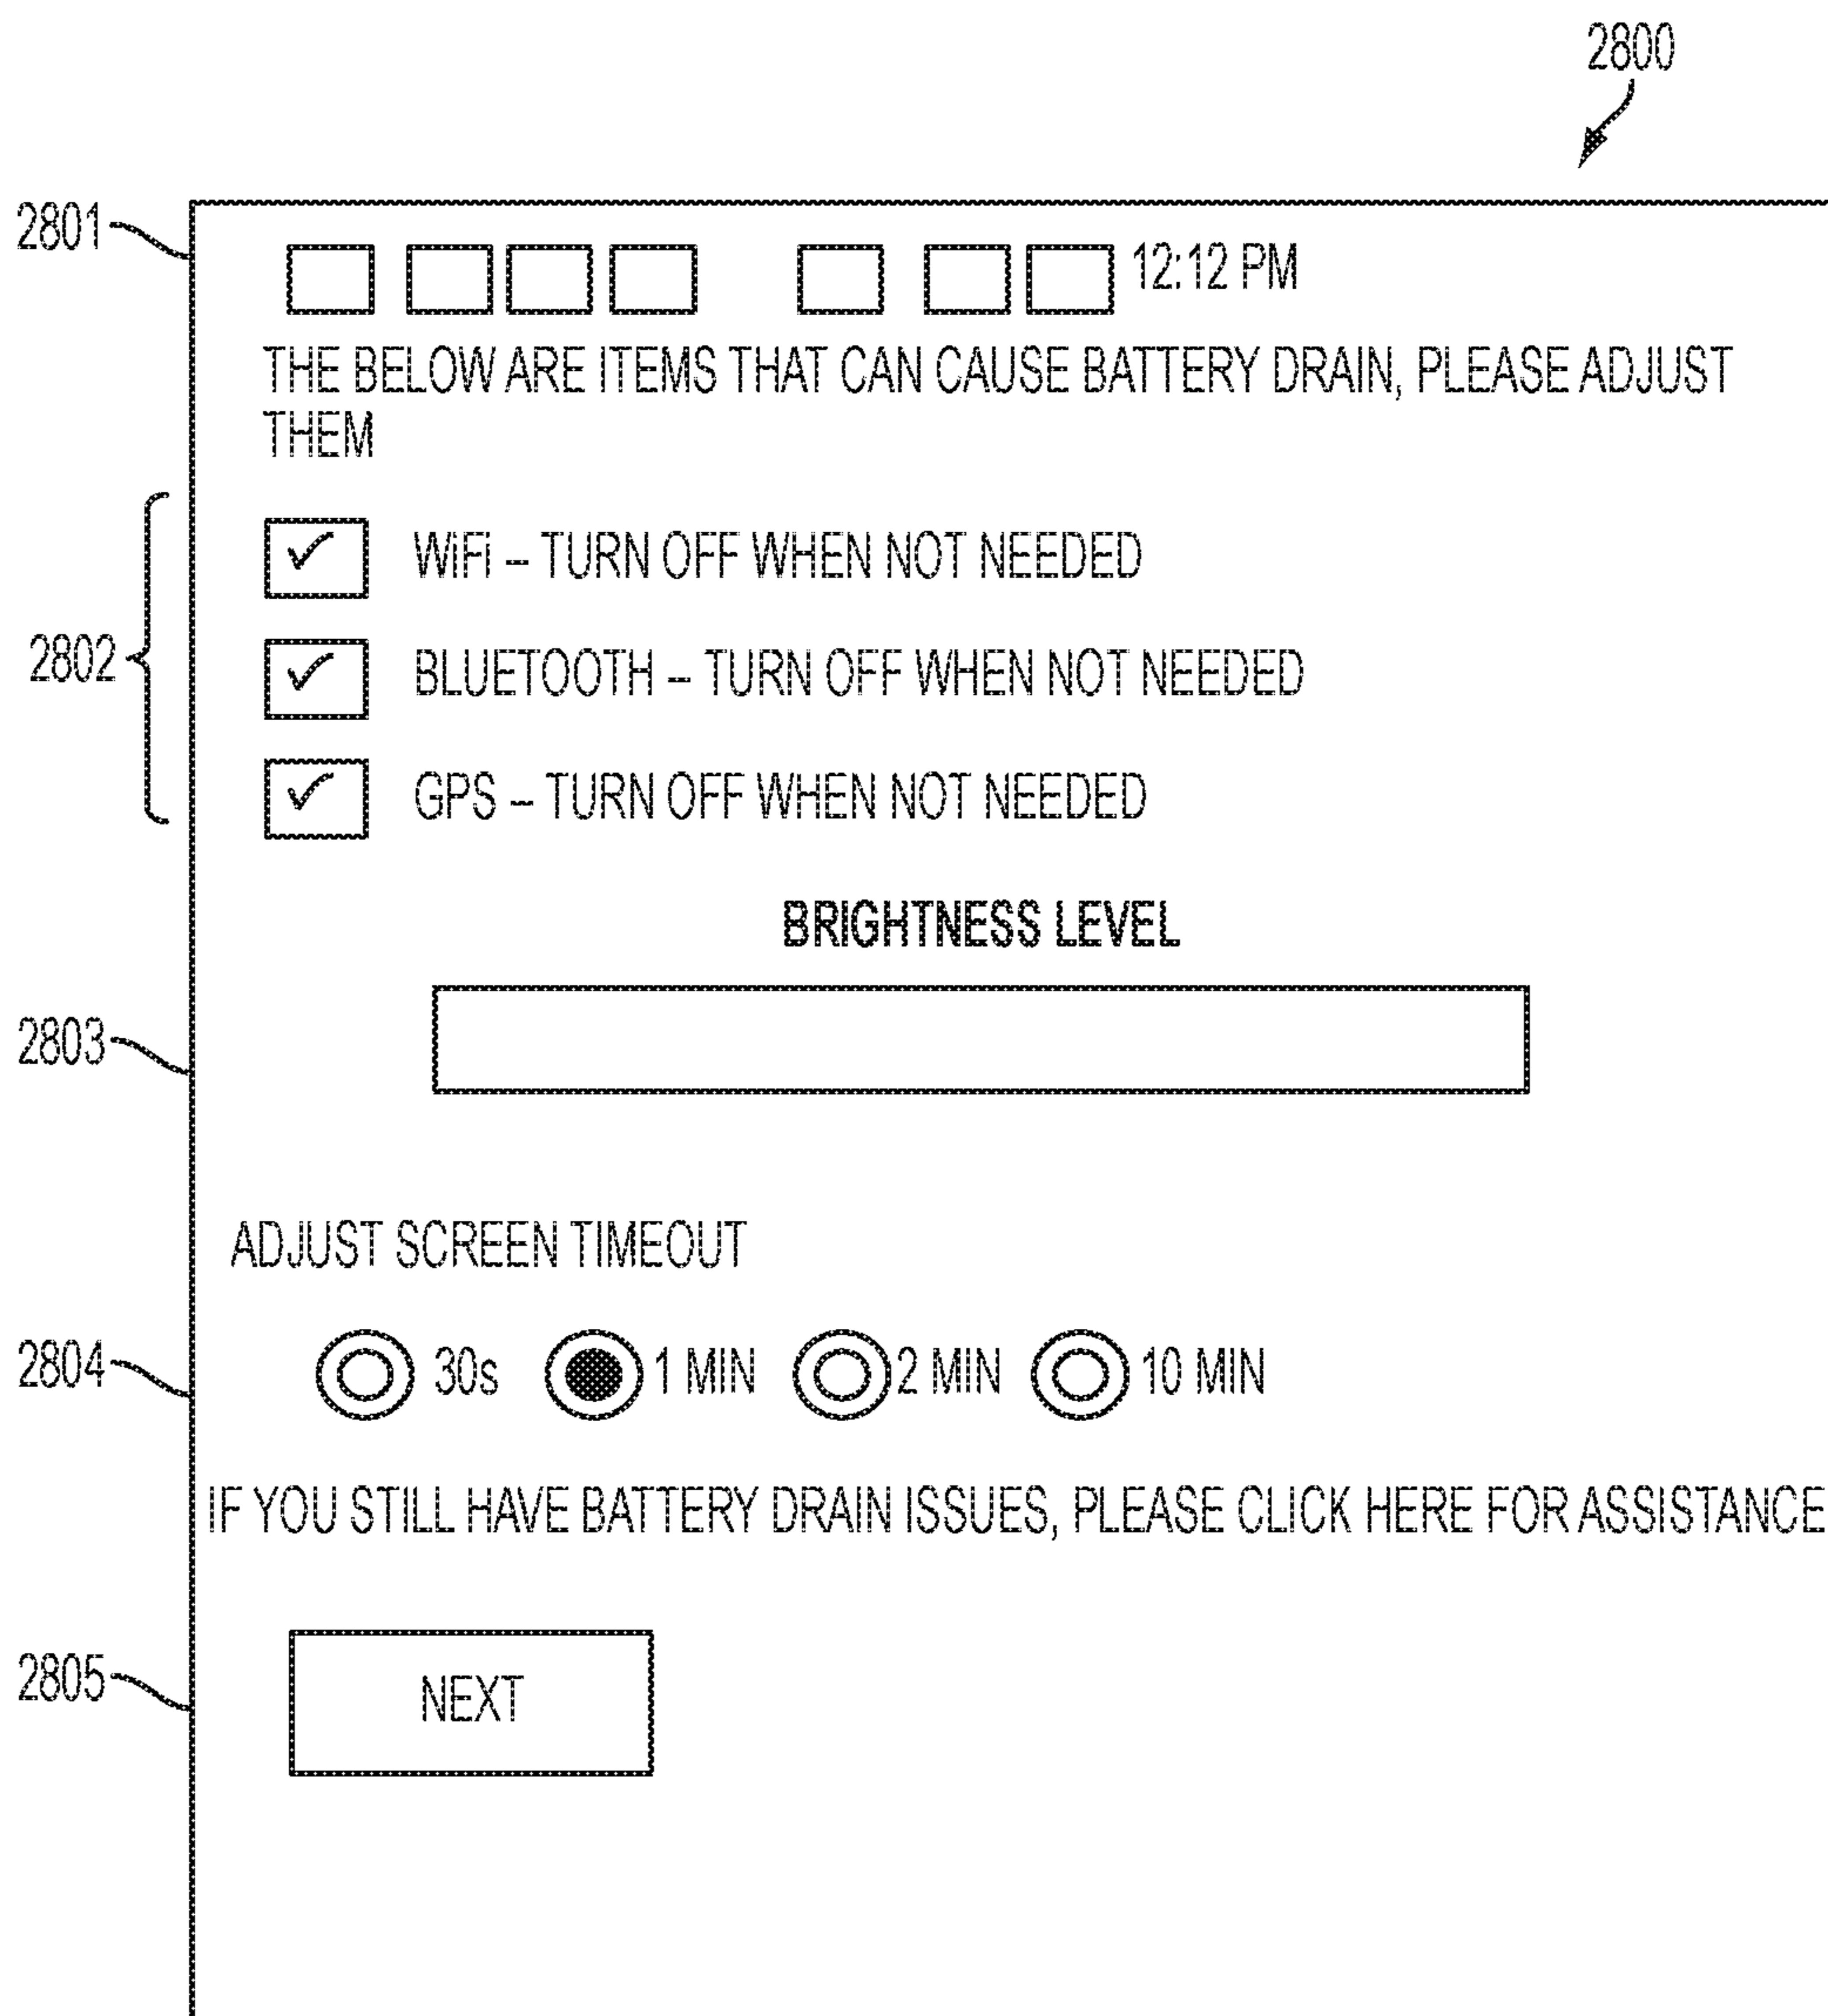 2800
2801
12:12 PM
THE BELOW ARE ITEMS THAT CAN CAUSE BATTERY DRAIN, PLEASE ADJUST
THEM
2802
WiFi – TURN OFF WHEN NOT NEEDED
BLUETOOTH – TURN OFF WHEN NOT NEEDED
GPS – TURN OFF WHEN NOT NEEDED
BRIGHTNESS LEVEL
2803
ADJUST SCREEN TIMEOUT
2804
30s 1 MIN 2 MIN 10 MIN
IF YOU STILL HAVE BATTERY DRAIN ISSUES, PLEASE CLICK HERE FOR ASSISTANCE
2805
NEXT